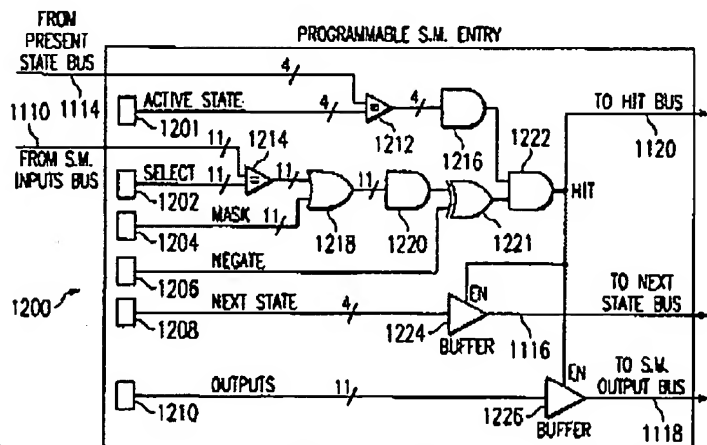 FROM
PRESENT
STATE BUS
PROGRAMMABLE S.M. ENTRY
4
1114
1110
ACTIVE STATE
4
=
4
1201
1212
1216
1222
TO HIT BUS
1120
FROM S.M.
INPUTS BUS
11
1214
SELECT
11
=
11
11
HIT
1202
MASK
11
1218
1220
1221
1204
NEGATE
1206
1200
NEXT STATE
4
EN
TO NEXT
STATE BUS
1208
1224
BUFFER
1116
OUTPUTS
11
EN
TO S.M.
OUTPUT BUS
1210
1226
BUFFER
1118